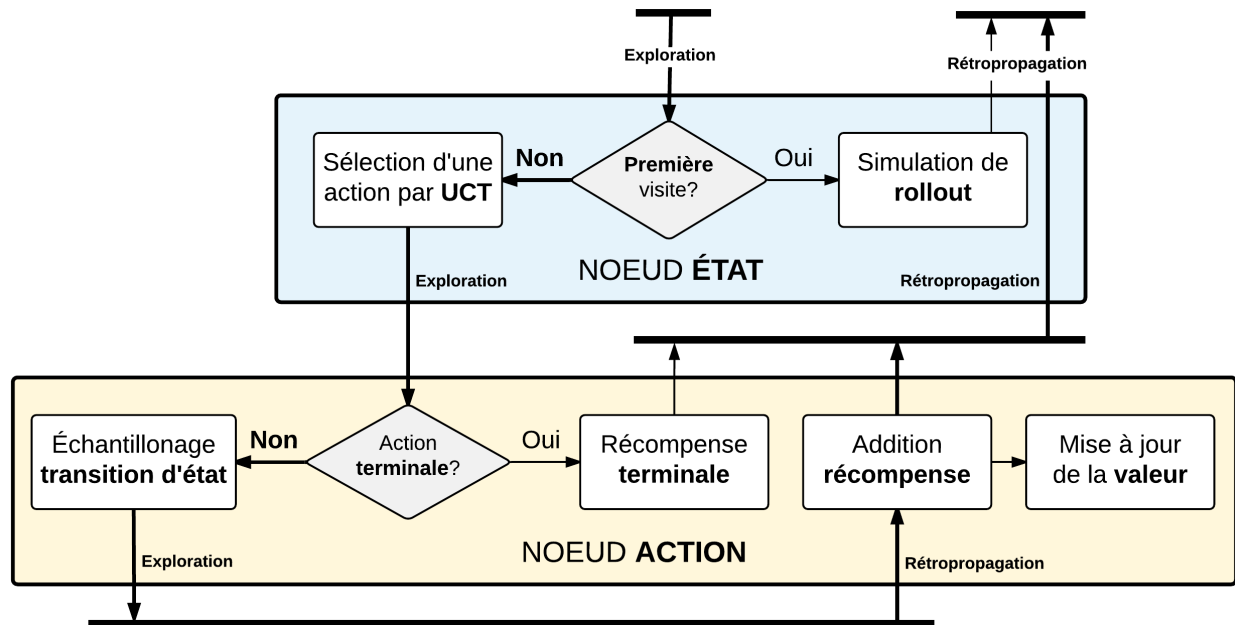 Exploration
Rétropropagation
Sélection d'une
action par UCT
Non
Première
visite?
Oui
Simulation de
rollout
NOEUD ÉTAT
Exploration
Rétropropagation
Échantillonage
transition d'état
Non
Action
terminale?
Oui
Récompense
terminale
Addition
récompense
Mise à jour
de la valeur
NOEUD ACTION
Exploration
Rétropropagation